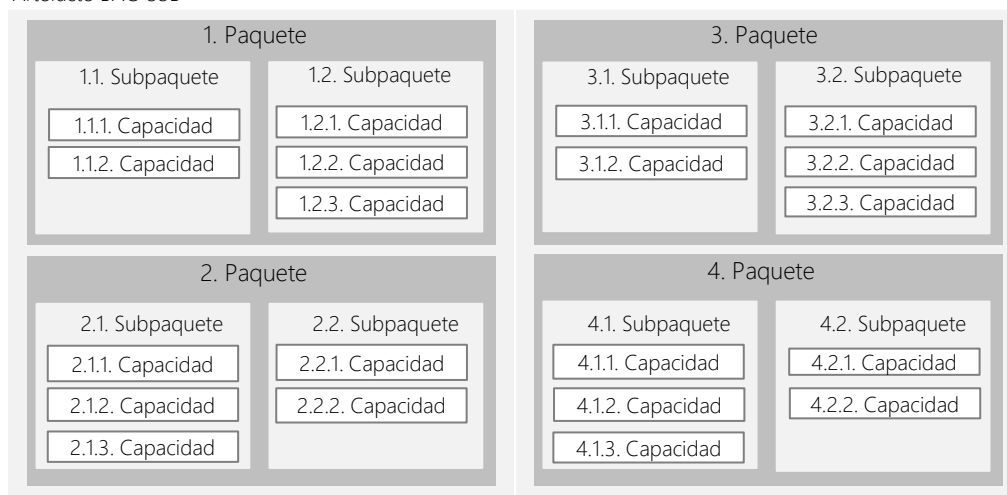 1. Paquete
1.1. Subpaquete
1.1.1. Capacidad
1.1.2. Capacidad
1.2. Subpaquete
1.2.1. Capacidad
1.2.2. Capacidad
1.2.3. Capacidad
2. Paquete
2.1. Subpaquete
2.1.1. Capacidad
2.1.2. Capacidad
2.1.3. Capacidad
2.2. Subpaquete
2.2.1. Capacidad
2.2.2. Capacidad
3. Paquete
3.1. Subpaquete
3.1.1. Capacidad
3.1.2. Capacidad
3.2. Subpaquete
3.2.1. Capacidad
3.2.2. Capacidad
3.2.3. Capacidad
4. Paquete
4.1. Subpaquete
4.1.1. Capacidad
4.1.2. Capacidad
4.1.3. Capacidad
4.2. Subpaquete
4.2.1. Capacidad
4.2.2. Capacidad